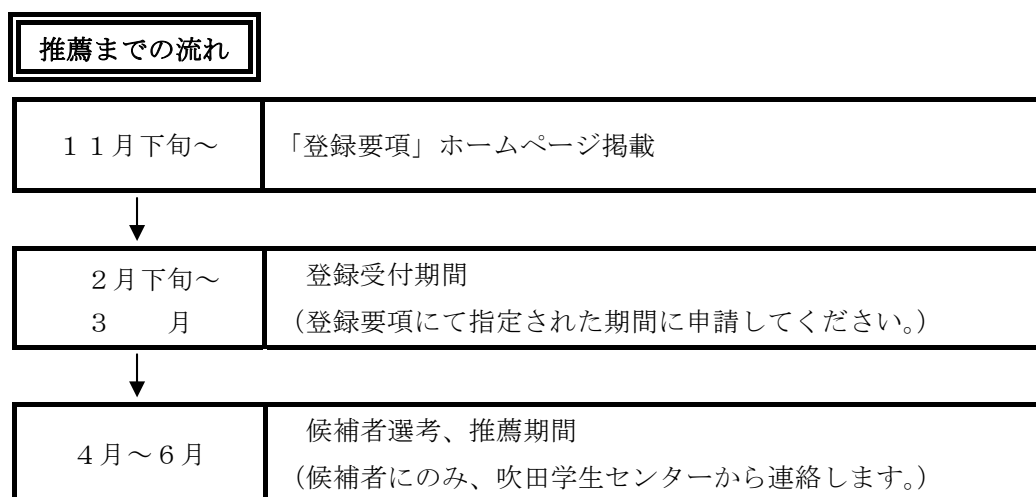 推薦までの流れ
１１月下旬～
「登録要項」ホームページ掲載
２月下旬～
３　　月
登録受付期間
（登録要項にて指定された期間に申請してください。）
４月～６月
候補者選考、推薦期間
（候補者にのみ、吹田学生センターから連絡します。）